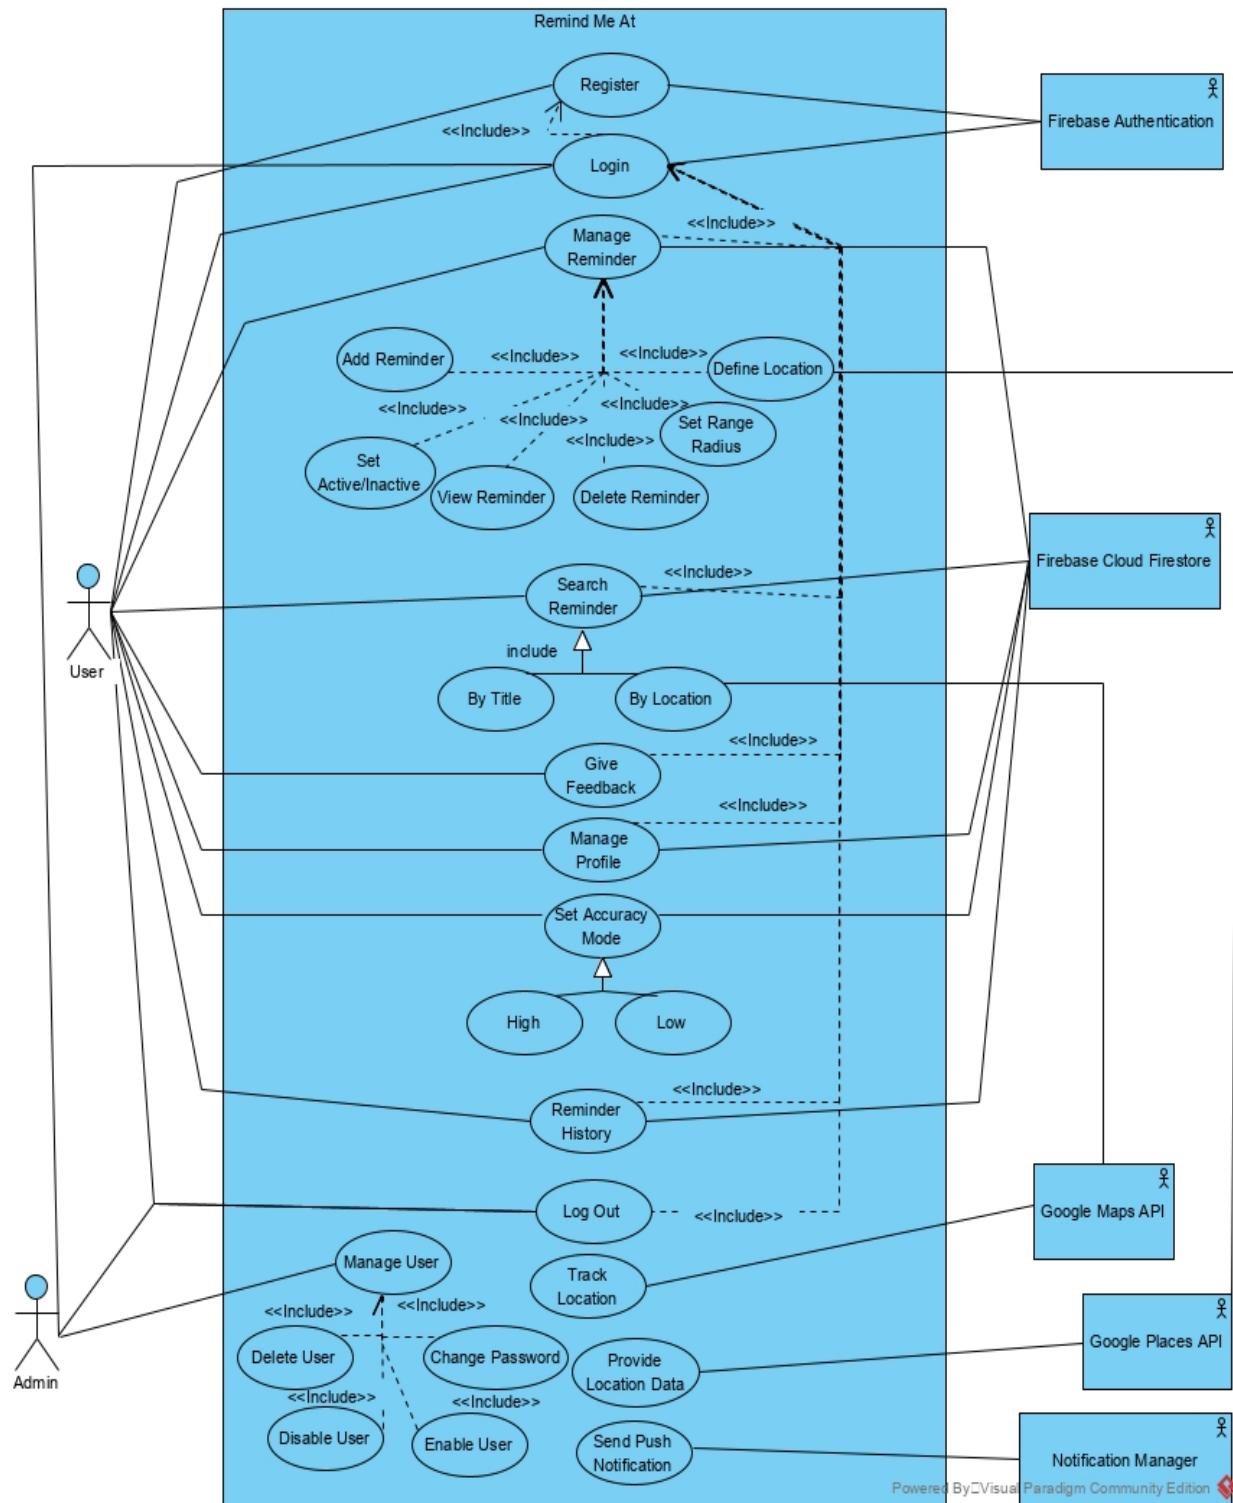 Remind Me At
Register
<<Include>>
Firebase Authentication
Login
<<Include>>
Manage
Reminder
Add Reminder
<<Include>>
<<Include>>
Define Location
<<Include>>
<<Include>>
<<Include>>
Set Range
Radius
<<Include>>
Set
Active/Inactive
View Reminder
Delete Reminder
Firebase Cloud Firestore
<<Include>>
Search
Reminder
User
include
By Title
By Location
<<Include>>
Give
Feedback
<<Include>>
Manage
Profile
Set Accuracy
Mode
High
Low
<<Include>>
Reminder
History
Google Maps API
Log Out
<<Include>>
Manage User
Track
Location
<<Include>>
<<Include>>
Google Places API
Delete User
Change Password
Provide
Location Data
Admin
<<Include>>
<<Include>>
Disable User
Enable User
Send Push
Notification
Notification Manager
Powered By Visual Paradigm Community Edition